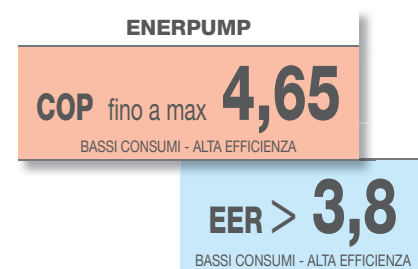 ENERPUMP
COP fino a max 4,65
BASSI CONSUMI - ALTA EFFICIENZA
EER > 3,8
BASSI CONSUMI - ALTA EFFICIENZA